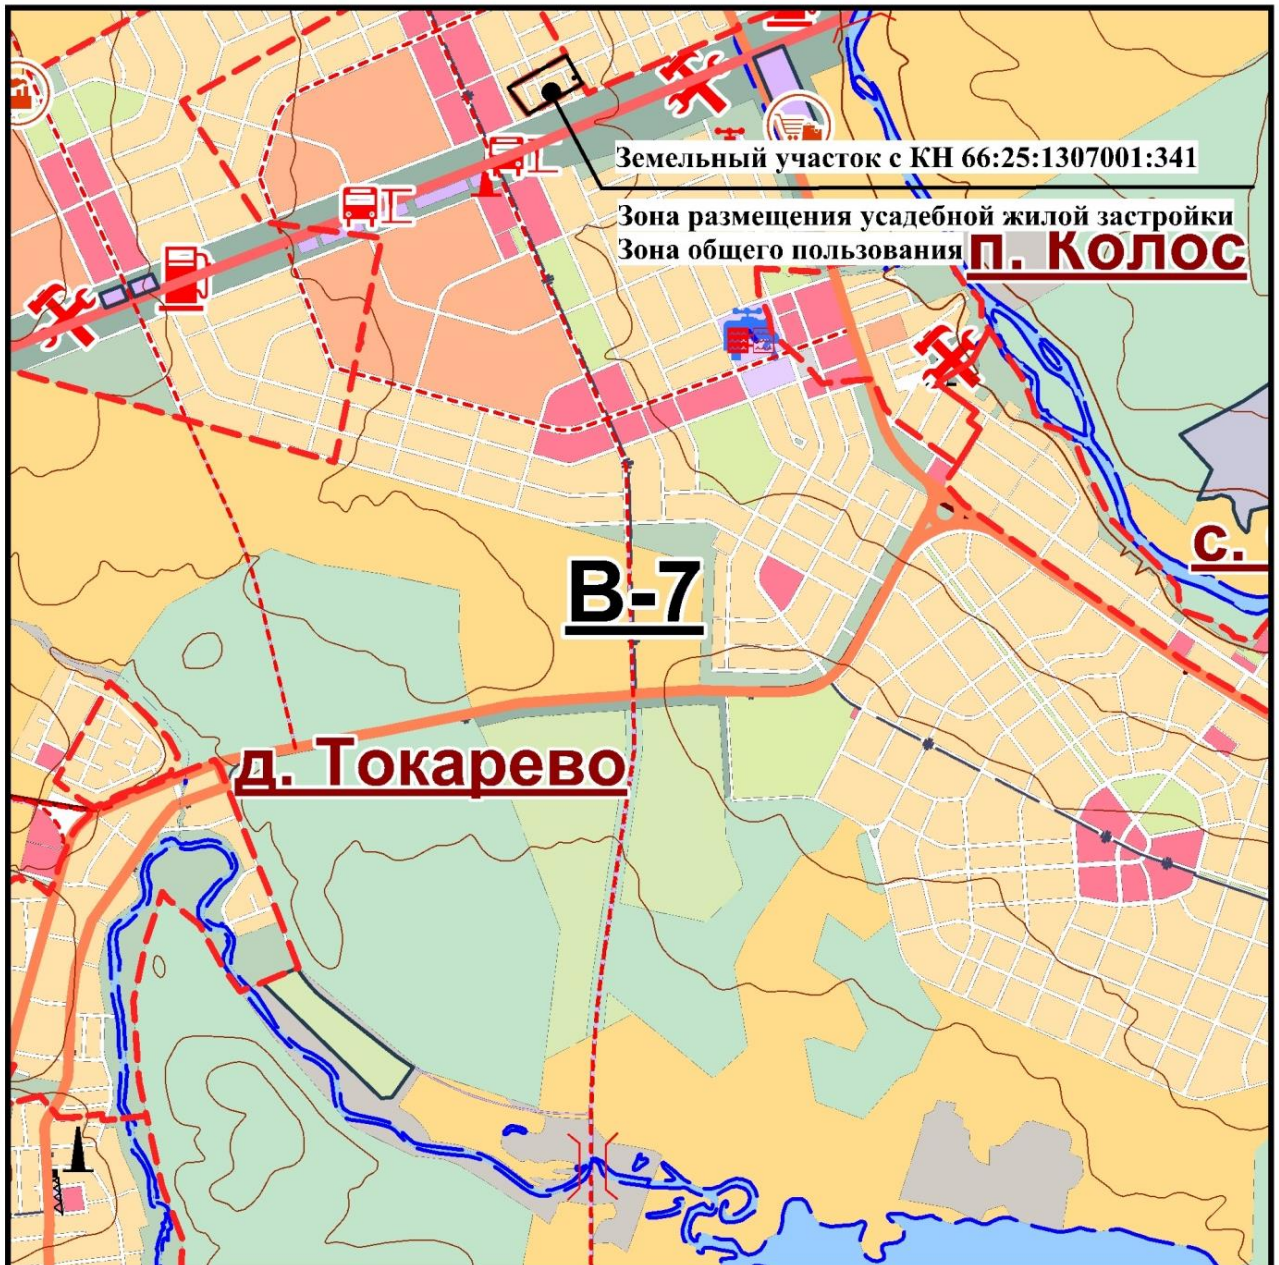 Земельный участок с КН 66:25:1307001:341
Зона размещения усадебной жилой застройки
Зона общего пользования
п. Колос
с.
В-7
д. Токарево